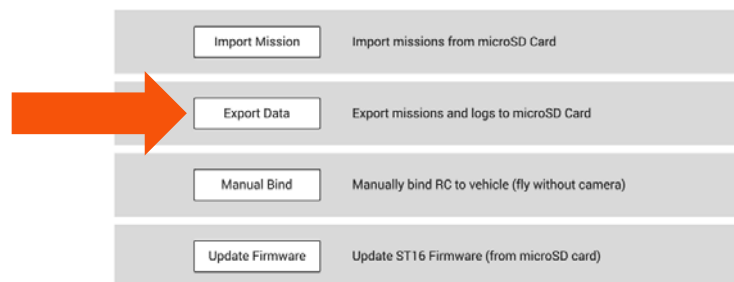 Import Mission Import missions from microSD Card
Export Data Export missions and logs to microSD Card
Manual Bind Manually bind RC to vehicle (fly without camera)
Update Firmware Update ST16 Firmware (from microSD card)